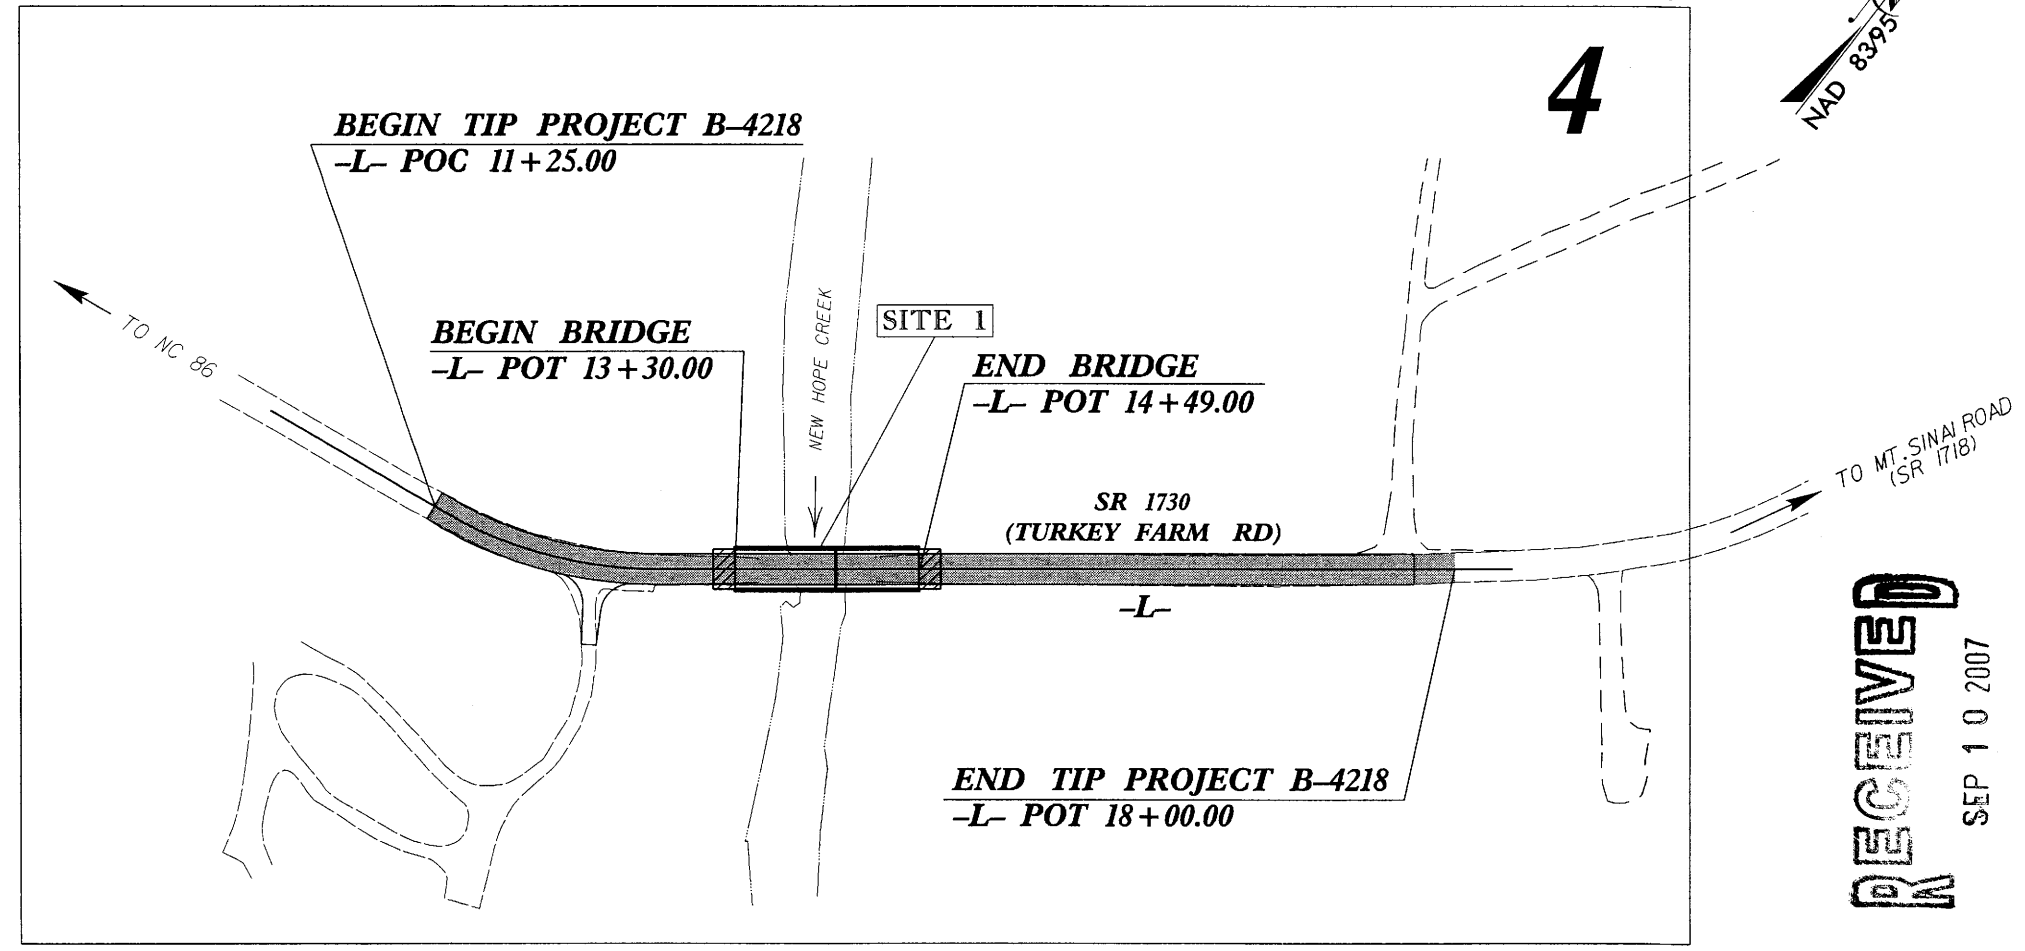 4
NAD 83/95
BEGIN TIP PROJECT B-4218
-L- POC 11+25.00
TO NC 86
BEGIN BRIDGE
-L- POT 13+30.00
NEW HOPE CREEK
SITE 1
END BRIDGE
-L- POT 14+49.00
SR 1730
(TURKEY FARM RD)
-L-
TO MT. SINAI ROAD
(SR 1718)
END TIP PROJECT B-4218
-L- POT 18+00.00
RECEIVED
SEP 10 2007